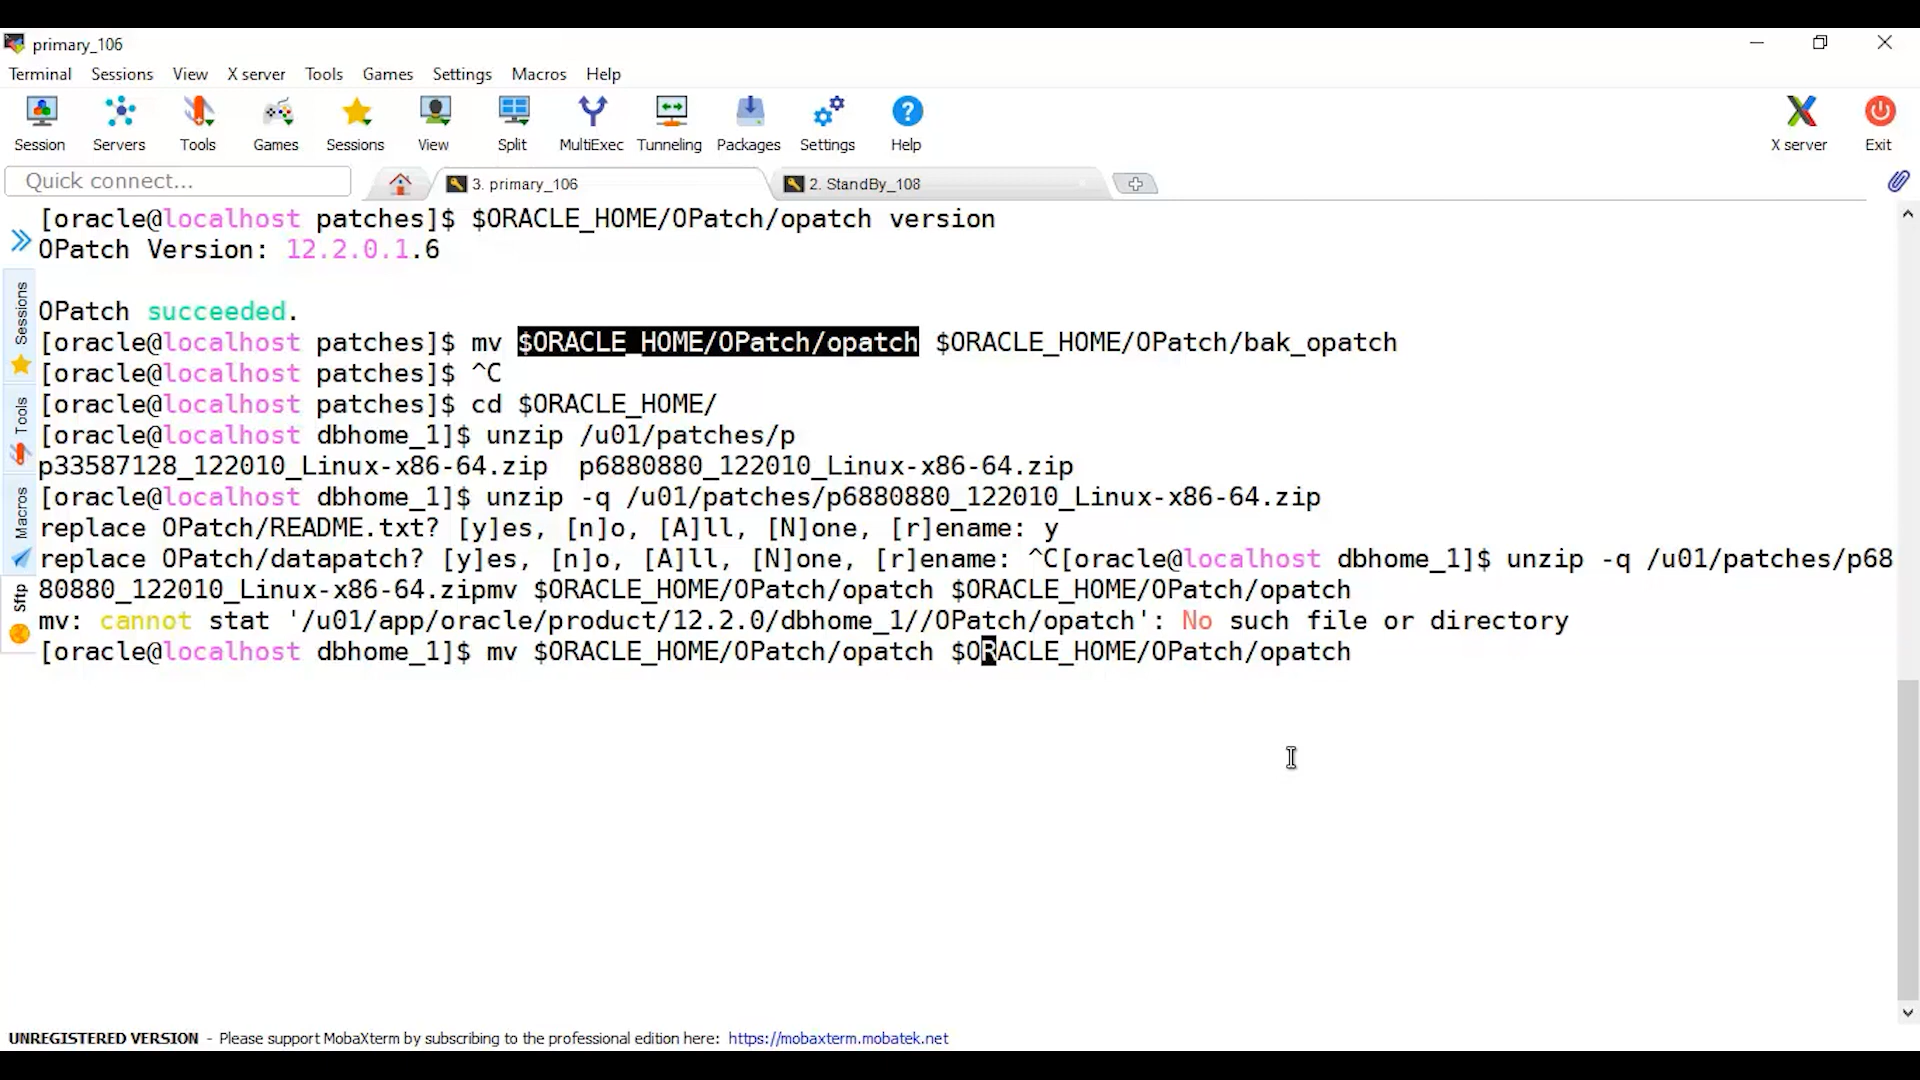 primary_106
Terminal Sessions View X server Tools Games Settings Macros Help
Session Servers Tools Games Sessions View Split MultiExec Tunneling Packages Settings Help X server Exit
Quick connect... 3. primary_106 2. StandBy_108
[oracle@localhost patches]$ $ORACLE_HOME/OPatch/opatch version
OPatch Version: 12.2.0.1.6
OPatch succeeded.
[oracle@localhost patches]$ mv $ORACLE_HOME/OPatch/opatch $ORACLE_HOME/OPatch/bak_opatch
[oracle@localhost patches]$ ^C
[oracle@localhost patches]$ cd $ORACLE_HOME/
[oracle@localhost dbhome_1]$ unzip /u01/patches/p
p33587128_122010_Linux-x86-64.zip p6880880_122010_Linux-x86-64.zip
[oracle@localhost dbhome_1]$ unzip -q /u01/patches/p6880880_122010_Linux-x86-64.zip
replace OPatch/README.txt? [y]es, [n]o, [A]ll, [N]one, [r]ename: y
replace OPatch/datapatch? [y]es, [n]o, [A]ll, [N]one, [r]ename: ^C[oracle@localhost dbhome_1]$ unzip -q /u01/patches/p68
80880_122010_Linux-x86-64.zipmv $ORACLE_HOME/OPatch/opatch $ORACLE_HOME/OPatch/opatch
mv: cannot stat '/u01/app/oracle/product/12.2.0/dbhome_1//OPatch/opatch': No such file or directory
[oracle@localhost dbhome_1]$ mv $ORACLE_HOME/OPatch/opatch $ORACLE_HOME/OPatch/opatch
Sessions
Tools
Macros
Sftp
UNREGISTERED VERSION - Please support MobaXterm by subscribing to the professional edition here: https://mobaxterm.mobatek.net